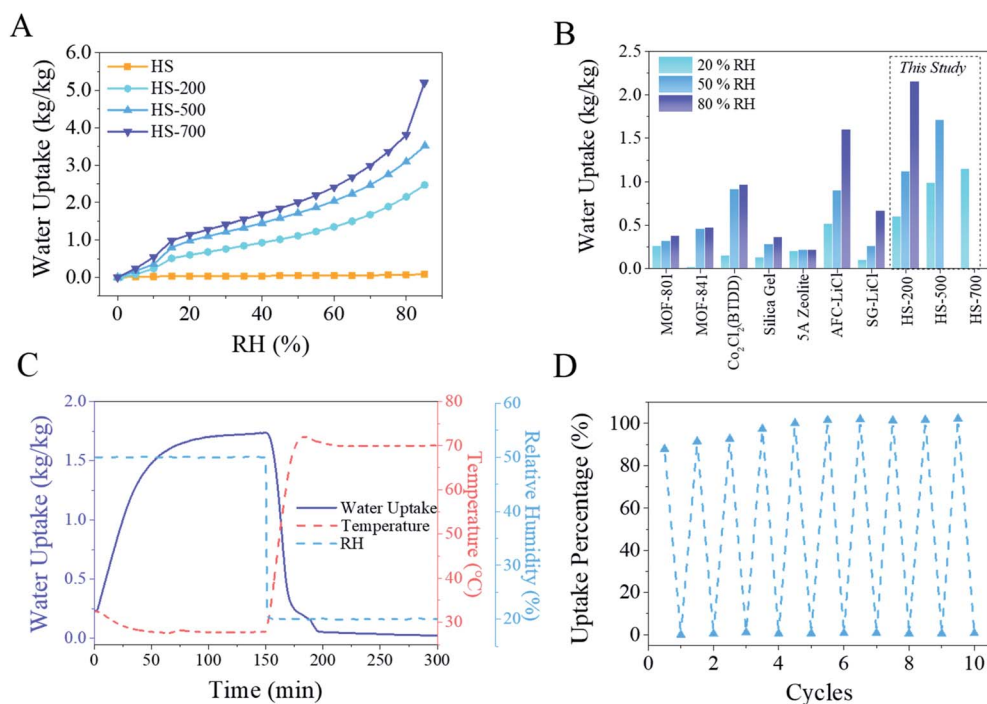 A
Water Uptake (kg/kg)
6.0
5.0
4.0
3.0
2.0
1.0
0.0
HS
HS-200
HS-500
HS-700
0 20 40 60 80
RH (%)
B
Water Uptake (kg/kg)
2.5
2.0
1.5
1.0
0.5
0.0
20 % RH
50 % RH
80 % RH
This Study
MOF-801
MOF-841
Co₂Cl₂(BTDD)
Silica Gel
5A Zeolite
AFC-LiCl
SG-LiCl
HS-200
HS-500
HS-700
C
Water Uptake (kg/kg)
2.0
1.5
1.0
0.5
0.0
Water Uptake
Temperature
RH
80
70
60
50
40
30
Temperature (°C)
60
50
40
30
20
Relative Humidity (%)
0 50 100 150 200 250 300
Time (min)
D
Uptake Percentage (%)
100
80
60
40
20
0
0 2 4 6 8 10
Cycles